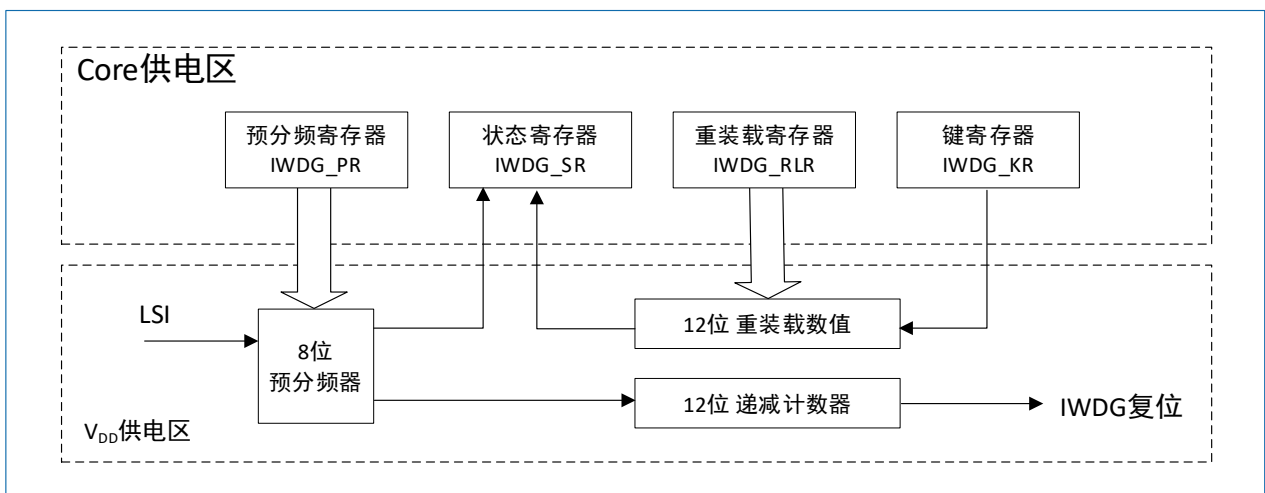 Core供电区
预分频寄存器
IWDG_PR
状态寄存器
IWDG_SR
重装载寄存器
IWDG_RLR
键寄存器
IWDG_KR
LSI
8位
预分频器
12位 重装载数值
12位 递减计数器
IWDG复位
VDD供电区